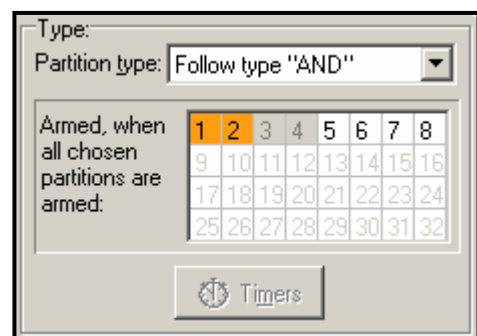 Type:
Partition type: Follow type "AND"
Armed, when all chosen partitions are armed:
1 2 3 4 5 6 7 8
9 10 11 12 13 14 15 16
17 18 19 20 21 22 23 24
25 26 27 28 29 30 31 32
Timers